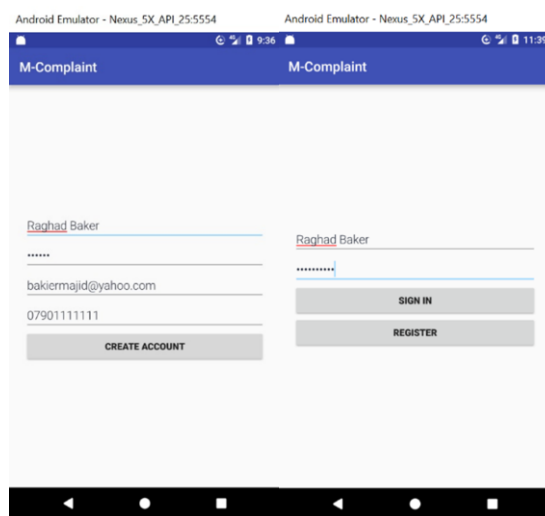 Android Emulator - Nexus_5X_API_25:5554
9:36
M-Complaint
Raghad Baker
••••••
bakiermajid@yahoo.com
07901111111
CREATE ACCOUNT
Android Emulator - Nexus_5X_API_25:5554
11:39
M-Complaint
Raghad Baker
••••••••••
SIGN IN
REGISTER